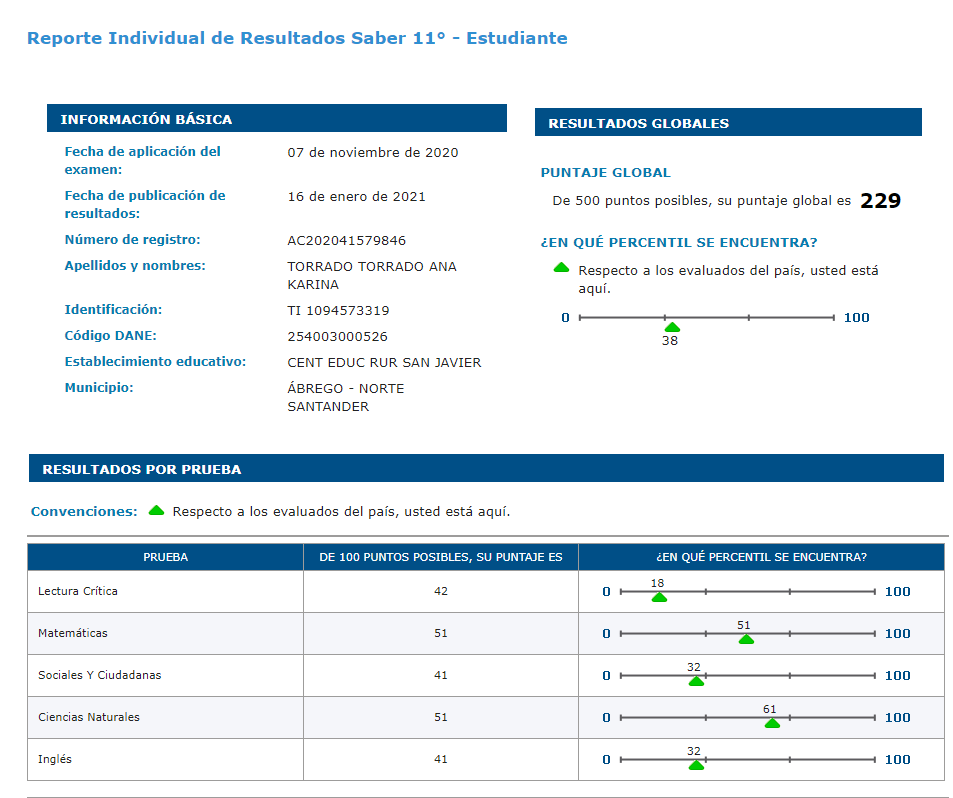 Reporte Individual de Resultados Saber 11° - Estudiante
INFORMACIÓN BÁSICA
Fecha de aplicación del
examen:
07 de noviembre de 2020
Fecha de publicación de
resultados:
16 de enero de 2021
Número de registro:
AC202041579846
Apellidos y nombres:
TORRADO TORRADO ANA
KARINA
Identificación:
TI 1094573319
Código DANE:
254003000526
Establecimiento educativo:
CENT EDUC RUR SAN JAVIER
Municipio:
ÁBREGO - NORTE
SANTANDER
RESULTADOS GLOBALES
PUNTAJE GLOBAL
De 500 puntos posibles, su puntaje global es 229
¿EN QUÉ PERCENTIL SE ENCUENTRA?
Respecto a los evaluados del país, usted está
aquí.
0 100
38
RESULTADOS POR PRUEBA
Convenciones: Respecto a los evaluados del país, usted está aquí.
PRUEBA DE 100 PUNTOS POSIBLES, SU PUNTAJE ES ¿EN QUÉ PERCENTIL SE ENCUENTRA?
18
Lectura Crítica 42 0 100
51
Matemáticas 51 0 100
32
Sociales Y Ciudadanas 41 0 100
61
Ciencias Naturales 51 0 100
32
Inglés 41 0 100